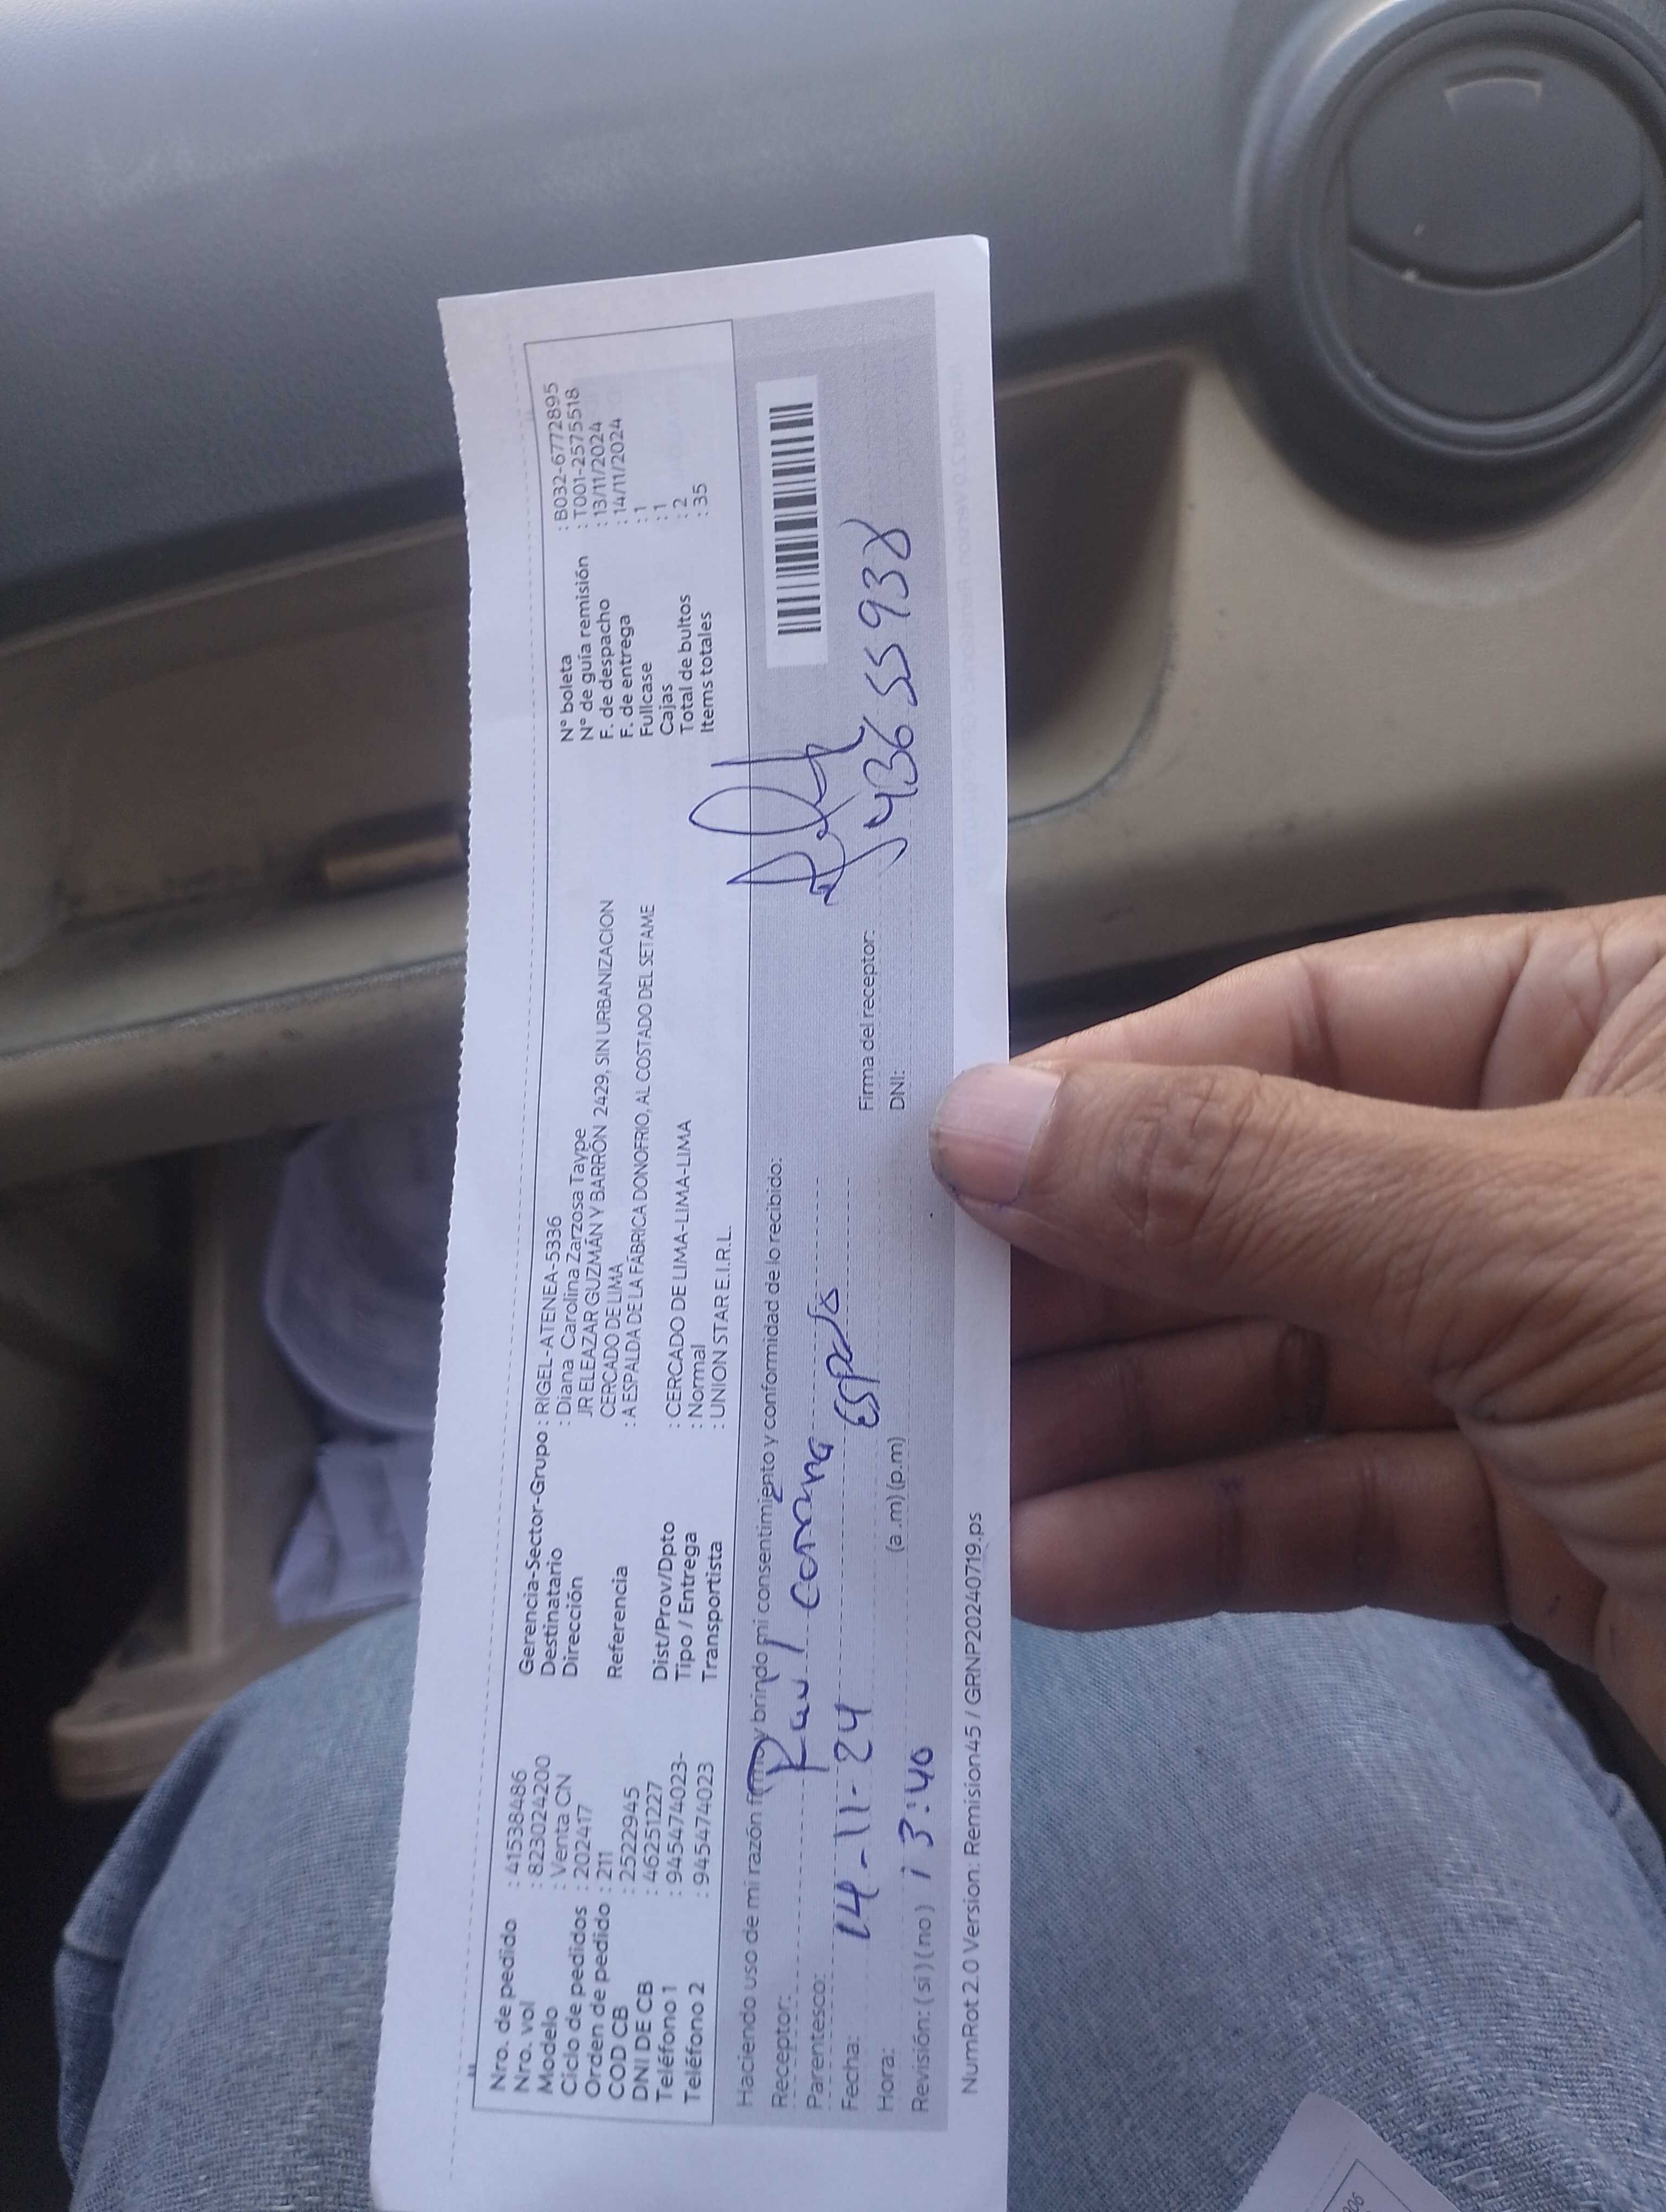 Nro. de pedido : 41538486
Nro. vol : 8230024200
Modelo : Venta CN
Ciclo de pedidos : 202417
Orden de pedido : 211
COD CB : 2522945
DNI DE CB : 46251227
Teléfono 1 : 945474023-
Teléfono 2 : 945474023
Gerencia-Sector-Grupo : RIGEL-ATENEA-5336
Destinatario : Diana Carolina Zarzosa Taype
Dirección JR ELEAZAR GUZMÁN Y BARRÓN 2429, SIN URBANIZACION
CERCADO DE LIMA
Referencia : A ESPALDA DE LA FÁBRICA DONOFRIO, AL COSTADO DEL SETAME
Dist/Prov/Dpto : CERCADO DE LIMA-LIMA-LIMA
Tipo / Entrega : Normal
Transportista : UNION STAR E.I.R.L.
N° boleta : B032-6772895
N° de guía remisión : T001-2575518
F. de despacho : 13/11/2024
F. de entrega : 14/11/2024
Fullcase : 1
Cajas : 1
Total de bultos : 2
Items totales : 35
Haciendo uso de mi razón firmo y brindo mi consentimiento y conformidad de lo recibido:
Receptor: Raul
Parentesco:
Fecha: 14-11-24
Hora: 13:40 (a.m) (p.m)
Revisión: ( si ) ( no )
Firma del receptor:
DNI:
NumRot 2.0 Version: Remision45 / GRNP20240719.ps